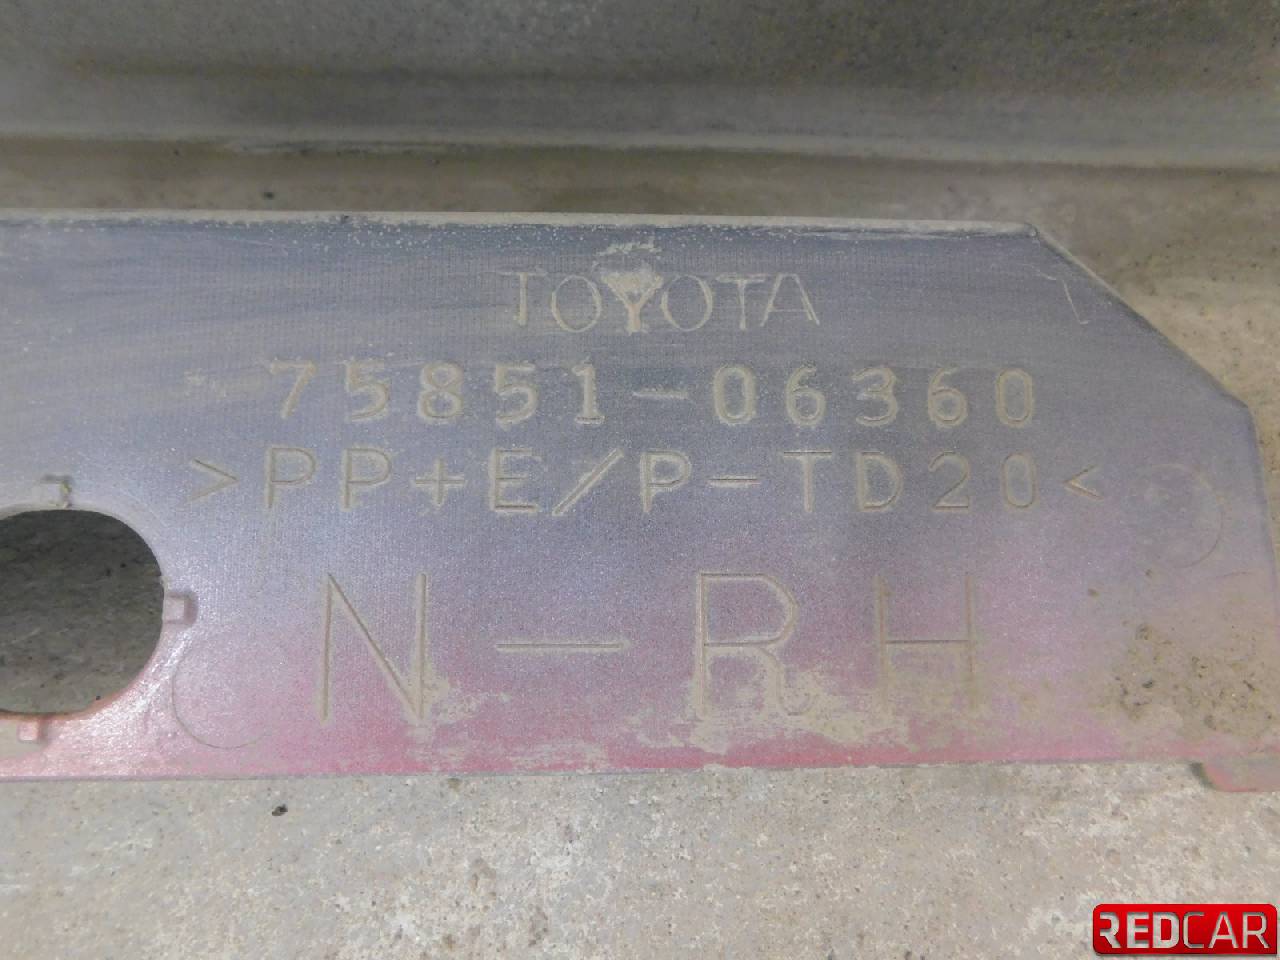 TOYOTA
75851-06360
>PP+E/P-TD20<
N-RH
REDCAR